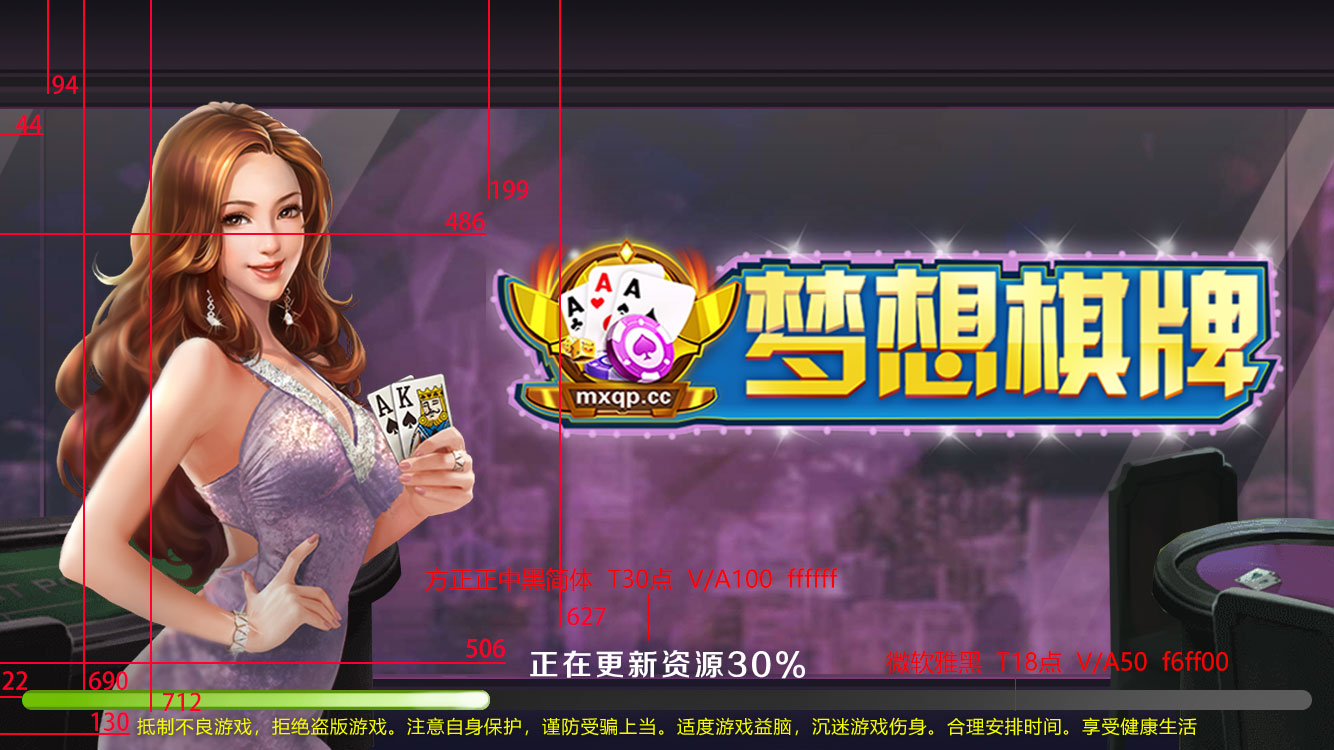 94
44
199
486
A A A
梦想棋牌
mxqp.cc
A K
方正正中黑简体 T30点 V/A100 ffffff
627
506
正在更新资源30%
微软雅黑 T18点 V/A50 f6ff00
22
690
712
130
抵制不良游戏，拒绝盗版游戏。注意自身保护，谨防受骗上当。适度游戏益脑，沉迷游戏伤身。合理安排时间。享受健康生活